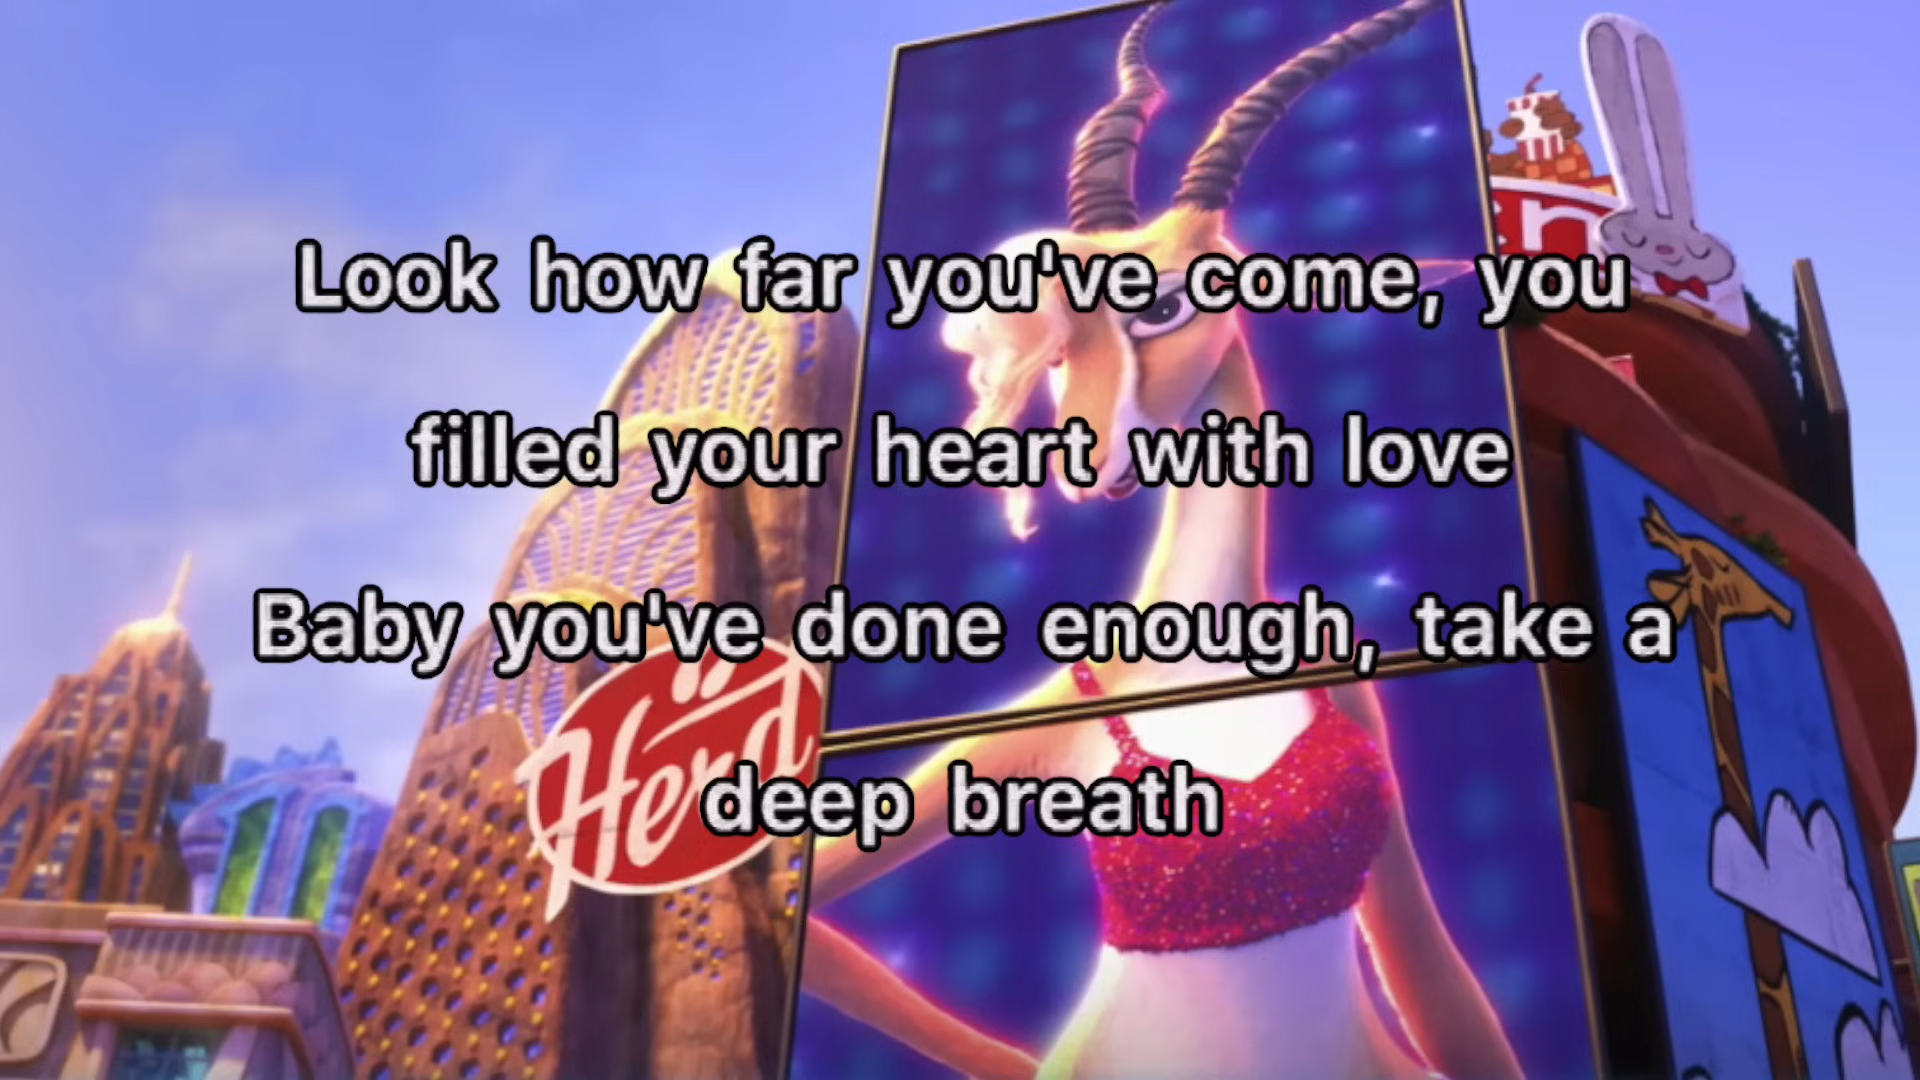 Look how far you've come, you
filled your heart with love
Baby you've done enough, take a
deep breath
Herd